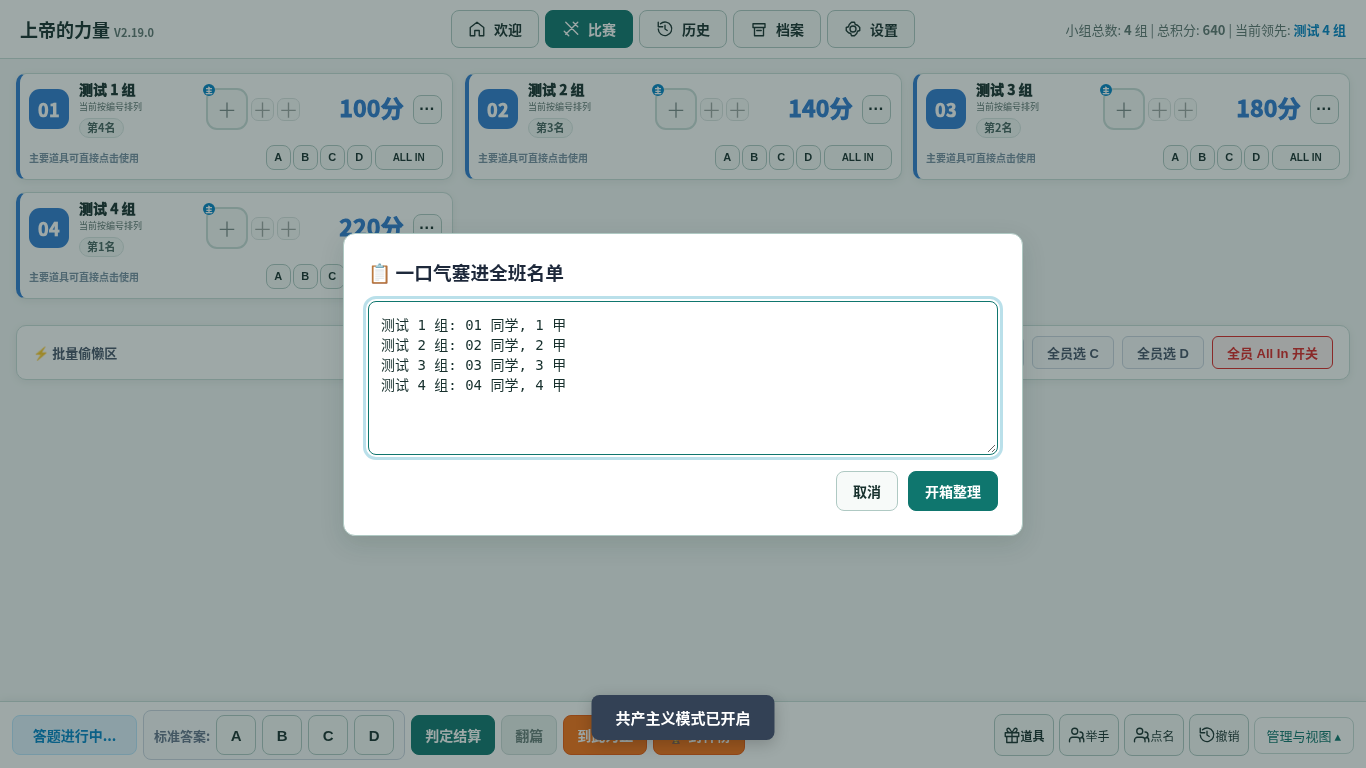 上帝的力量 V2.19.0
欢迎
比赛
历史
档案
设置
小组总数: 4 组 | 总积分: 640 | 当前领先: 测试 4 组
01
测试 1 组
当前按编号排列
第4名
主
100分
主要道具可直接点击使用
A B C D ALL IN
02
测试 2 组
当前按编号排列
第3名
主
140分
主要道具可直接点击使用
A B C D ALL IN
03
测试 3 组
当前按编号排列
第2名
主
180分
主要道具可直接点击使用
A B C D ALL IN
04
测试 4 组
当前按编号排列
第1名
主
220分
主要道具可直接点击使用
A B C
批量偷懒区
全员选 C
全员选 D
全员 All In 开关
一口气塞进全班名单
测试 1 组: 01 同学, 1 甲
测试 2 组: 02 同学, 2 甲
测试 3 组: 03 同学, 3 甲
测试 4 组: 04 同学, 4 甲
取消
开箱整理
共产主义模式已开启
答题进行中...
标准答案:
A B C D
判定结算
翻篇
道具
举手
点名
撤销
管理与视图 ▴